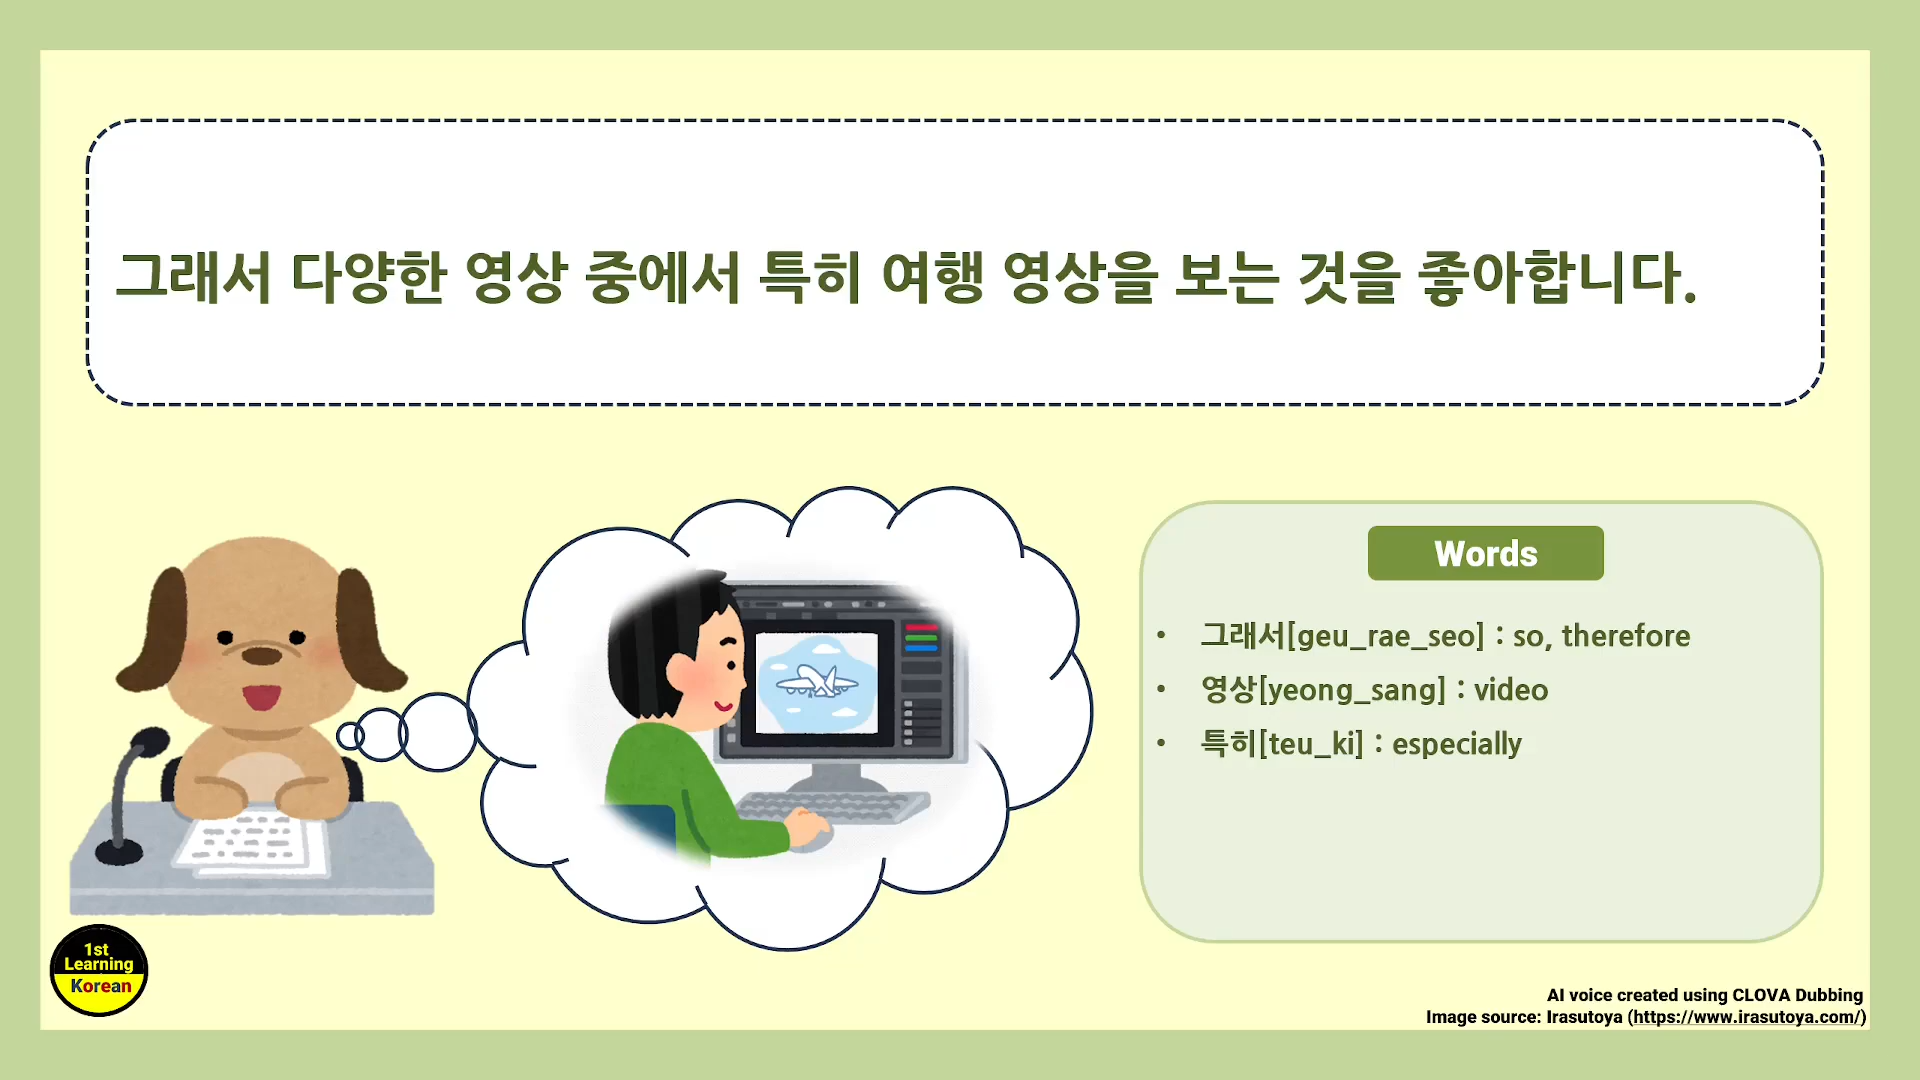 그래서 다양한 영상 중에서 특히 여행 영상을 보는 것을 좋아합니다.
Words
• 그래서[geu_rae_seo] : so, therefore
• 영상[yeong_sang] : video
• 특히[teu_ki] : especially
1st
Learning
Korean
AI voice created using CLOVA Dubbing
Image source: Irasutoya (https://www.irasutoya.com/)